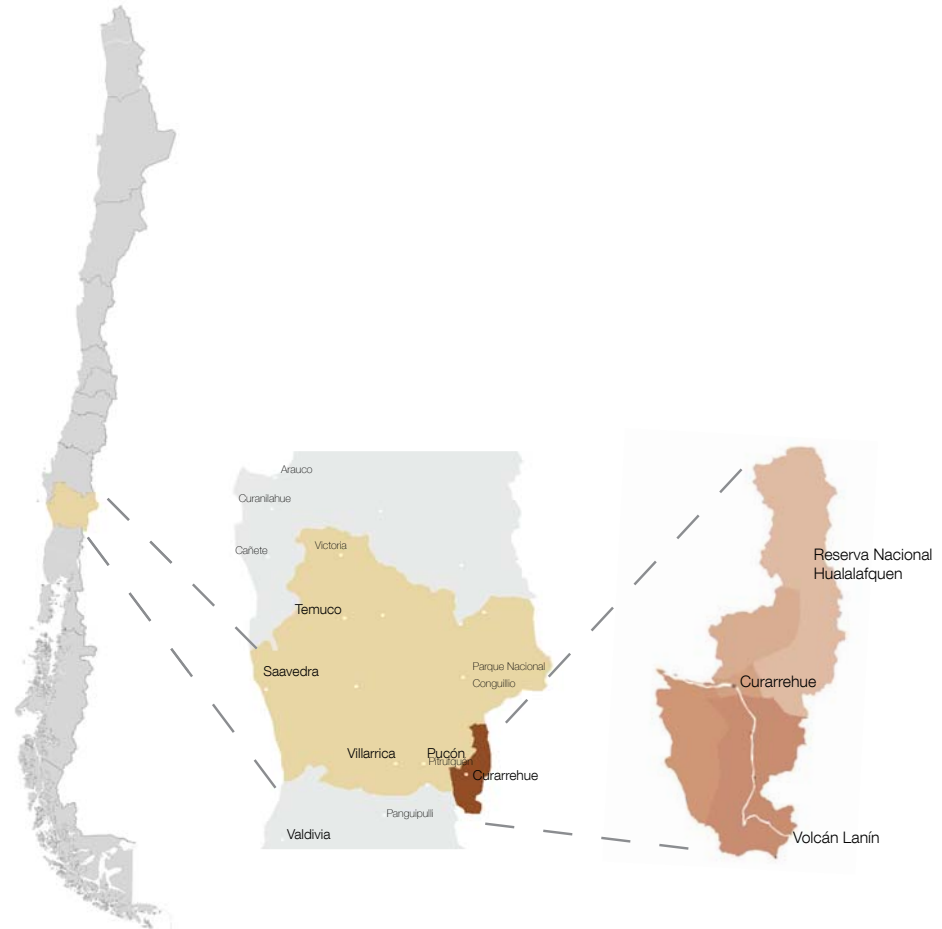 Arauco
Curanilahue
Cañete
Victoria
Temuco
Saavedra
Parque Nacional
Conguillio
Villarrica
Pucón
Pitrufquén
Curarrehue
Panguipulli
Valdivia
Reserva Nacional
Hualalafquen
Curarrehue
Volcán Lanín